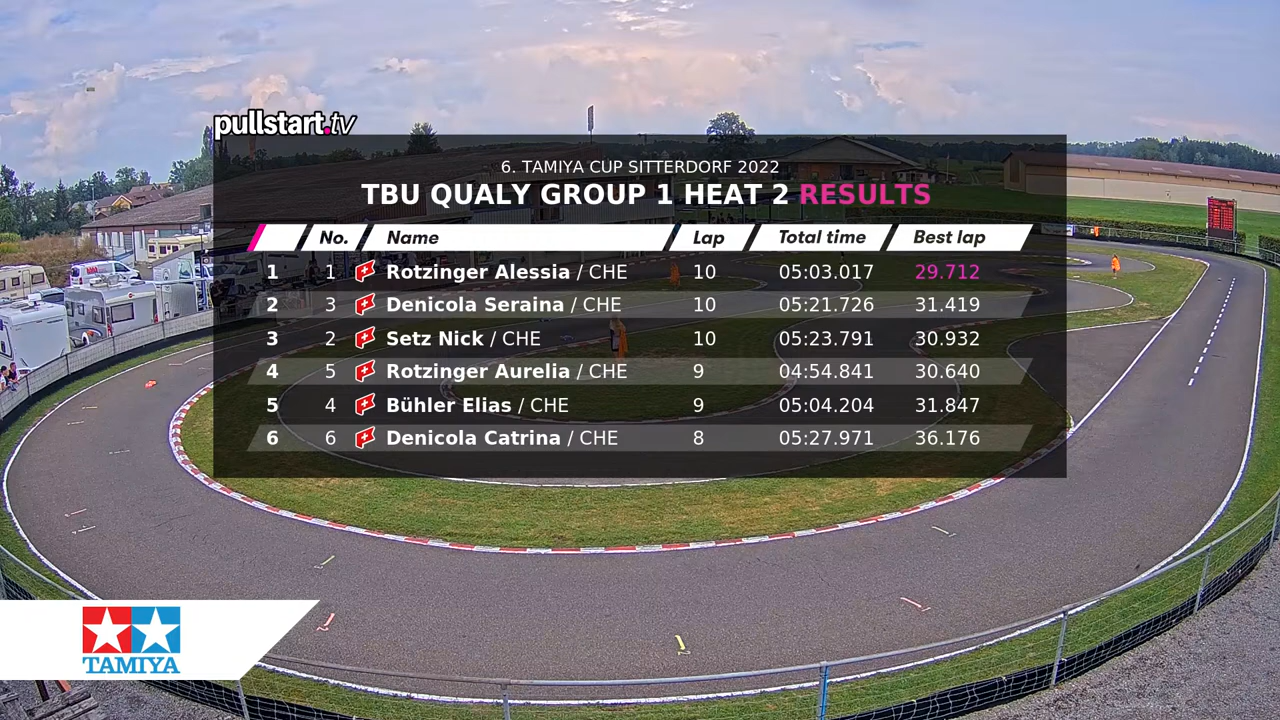 pullstart.tv
6. TAMIYA CUP SITTERDORF 2022
TBU QUALY GROUP 1 HEAT 2 RESULTS
No. Name Lap Total time Best lap
1 1 Rotzinger Alessia / CHE 10 05:03.017 29.712
2 3 Denicola Seraina / CHE 10 05:21.726 31.419
3 2 Setz Nick / CHE 10 05:23.791 30.932
4 5 Rotzinger Aurelia / CHE 9 04:54.841 30.640
5 4 Bühler Elias / CHE 9 05:04.204 31.847
6 6 Denicola Catrina / CHE 8 05:27.971 36.176
TAMIYA